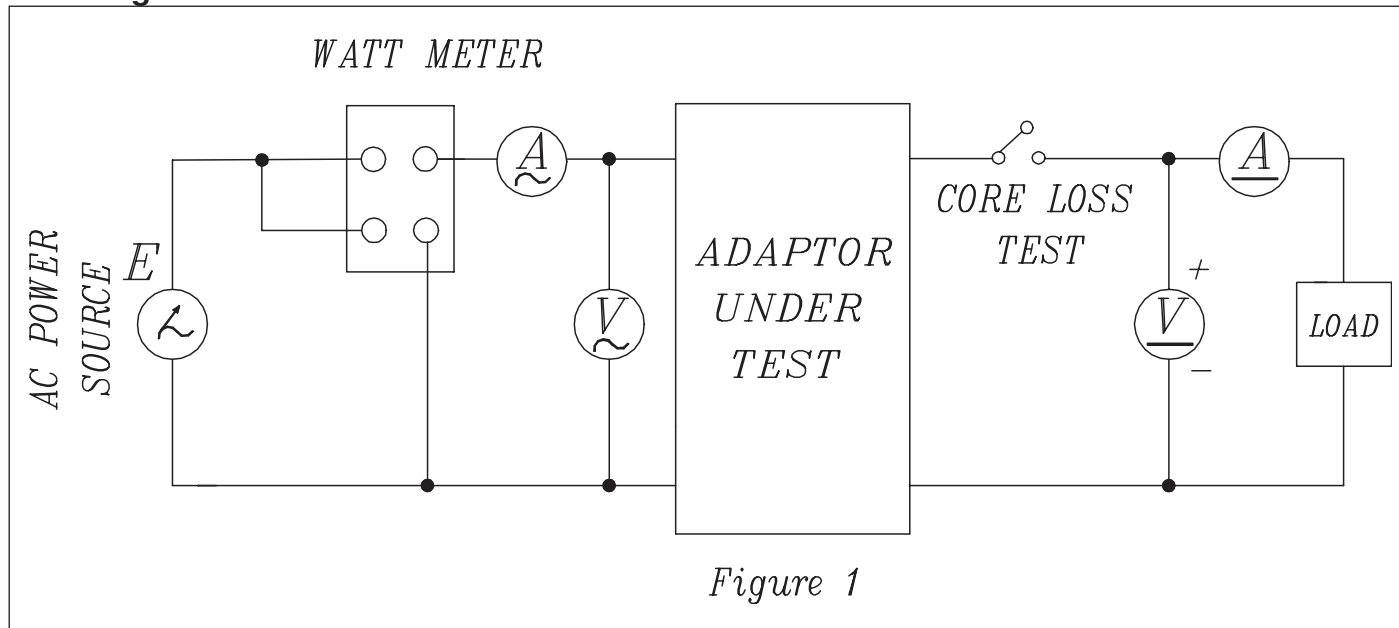 WATT METER
A
A
CORE LOSS
TEST
AC POWER
SOURCE
E
ADAPTOR
UNDER
TEST
V
V
+
-
LOAD
Figure 1